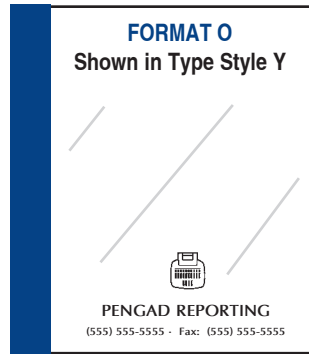 FORMAT O
Shown in Type Style Y
PENGAD REPORTING
(555) 555-5555 · Fax: (555) 555-5555